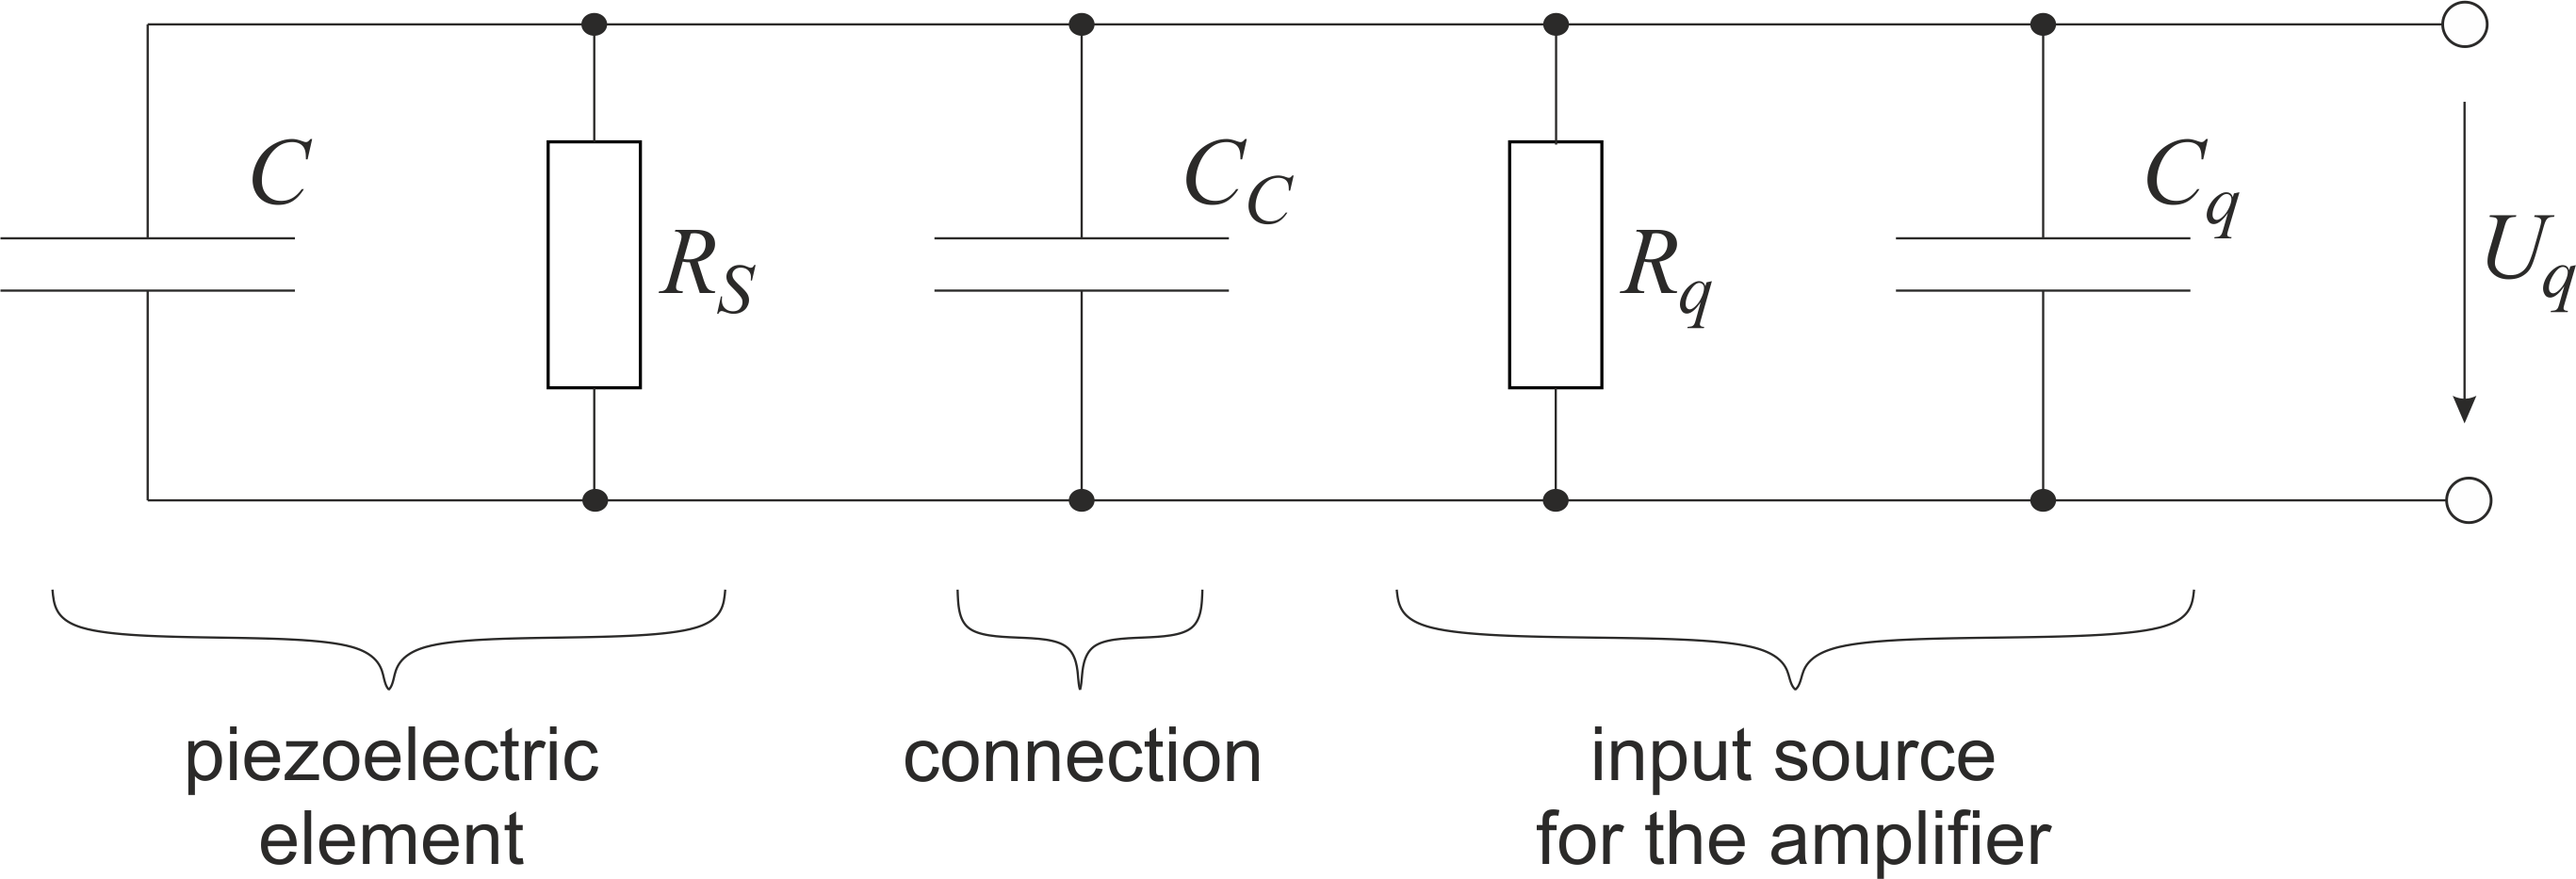 C
R_S
C_C
R_q
C_q
U_q
piezoelectric
element
connection
input source
for the amplifier